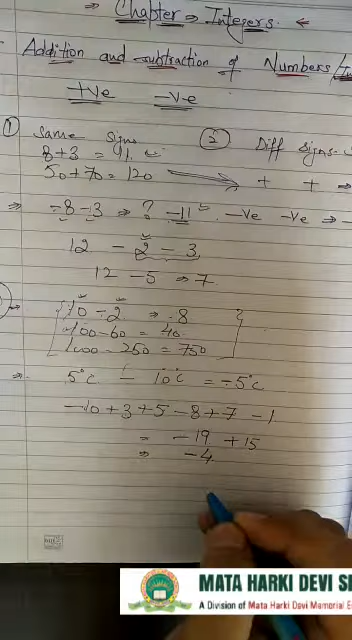 ⇒ Chapter ⇒ Integers ←
Addition and subtraction of Numbers/In
+ve -ve
① Same Signs ② Diff signs
8+3 = 11
50+70 = 120 + + ⇒
⇒ -8-3 ⇒ ? -11 -ve -ve ⇒ -
12 - 2 - 3
12 - 5 ⇒ 7
10 - 2 ⇒ 8
100-60 = 40
1000-250 = 750
⇒ 5°C - 10°C = -5°C
-10+3+5-8+7-1
= -19 +15
⇒ -4
MATA HARKI DEVI S
A Division of Mata Harki Devi Memorial E